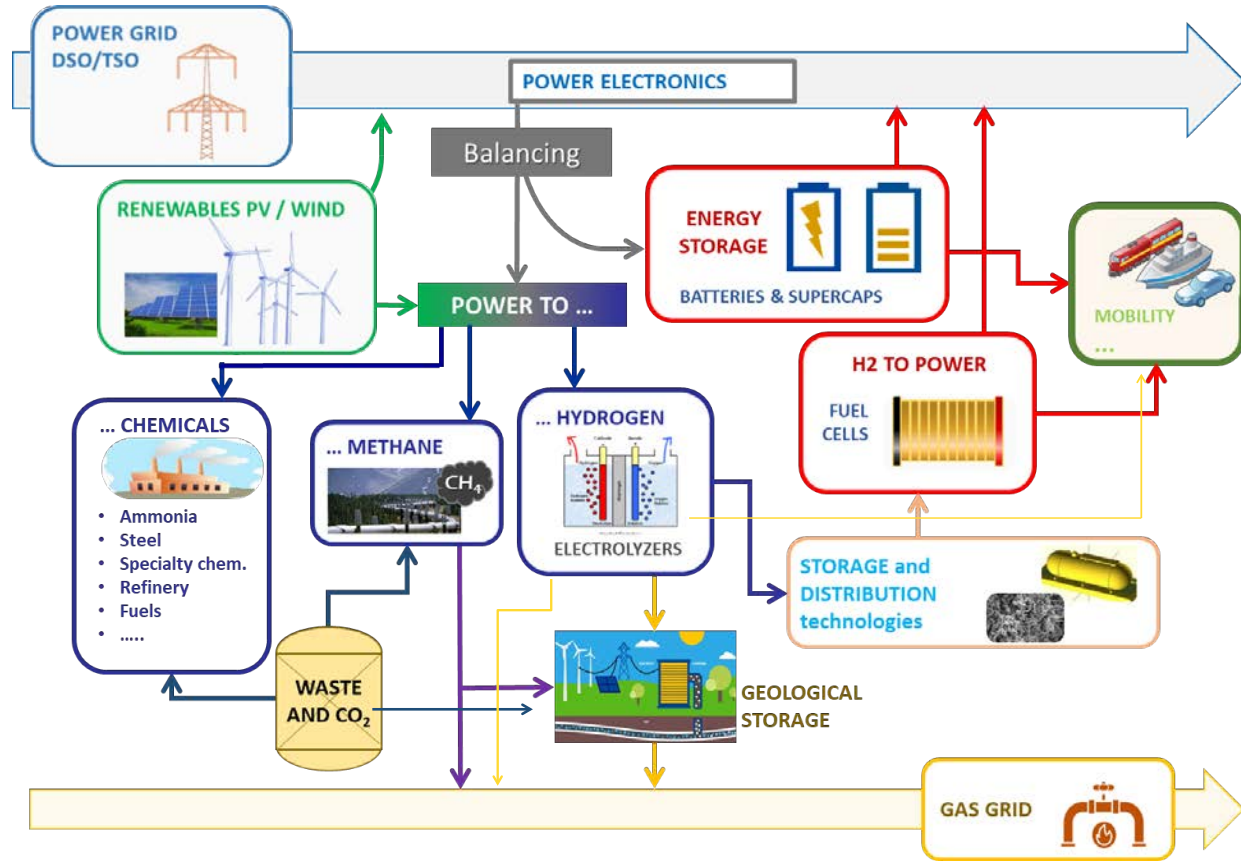 POWER GRID
DSO/TSO
POWER ELECTRONICS
Balancing
RENEWABLES PV / WIND
ENERGY
STORAGE
BATTERIES & SUPERCAPS
MOBILITY
...
POWER TO ...
H2 TO POWER
FUEL
CELLS
... CHEMICALS
• Ammonia
• Steel
• Specialty chem.
• Refinery
• Fuels
• .....
... METHANE
CH4
... HYDROGEN
Cathode
ELECTROLYZERS
STORAGE and
DISTRIBUTION
technologies
WASTE
AND CO2
GEOLOGICAL
STORAGE
GAS GRID